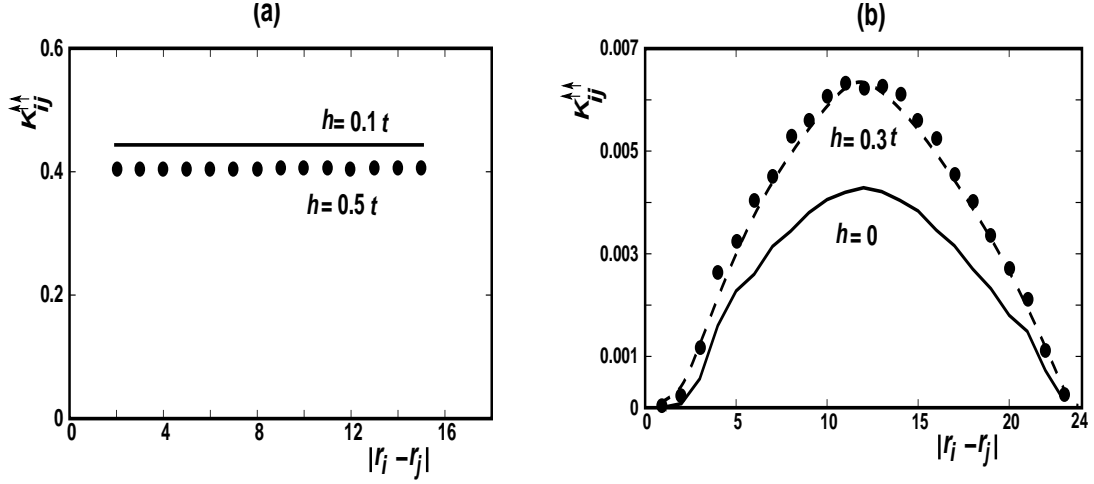 (a)
0.6
0.4
0.2
0
0
4
8
12
16
κ↑↑ij
h = 0.1 t
h = 0.5 t
|ri – rj|
(b)
0.007
0.005
0.003
0.001
0
0
5
10
15
20
24
κ↑↑ij
h = 0.3 t
h = 0
|ri – rj|